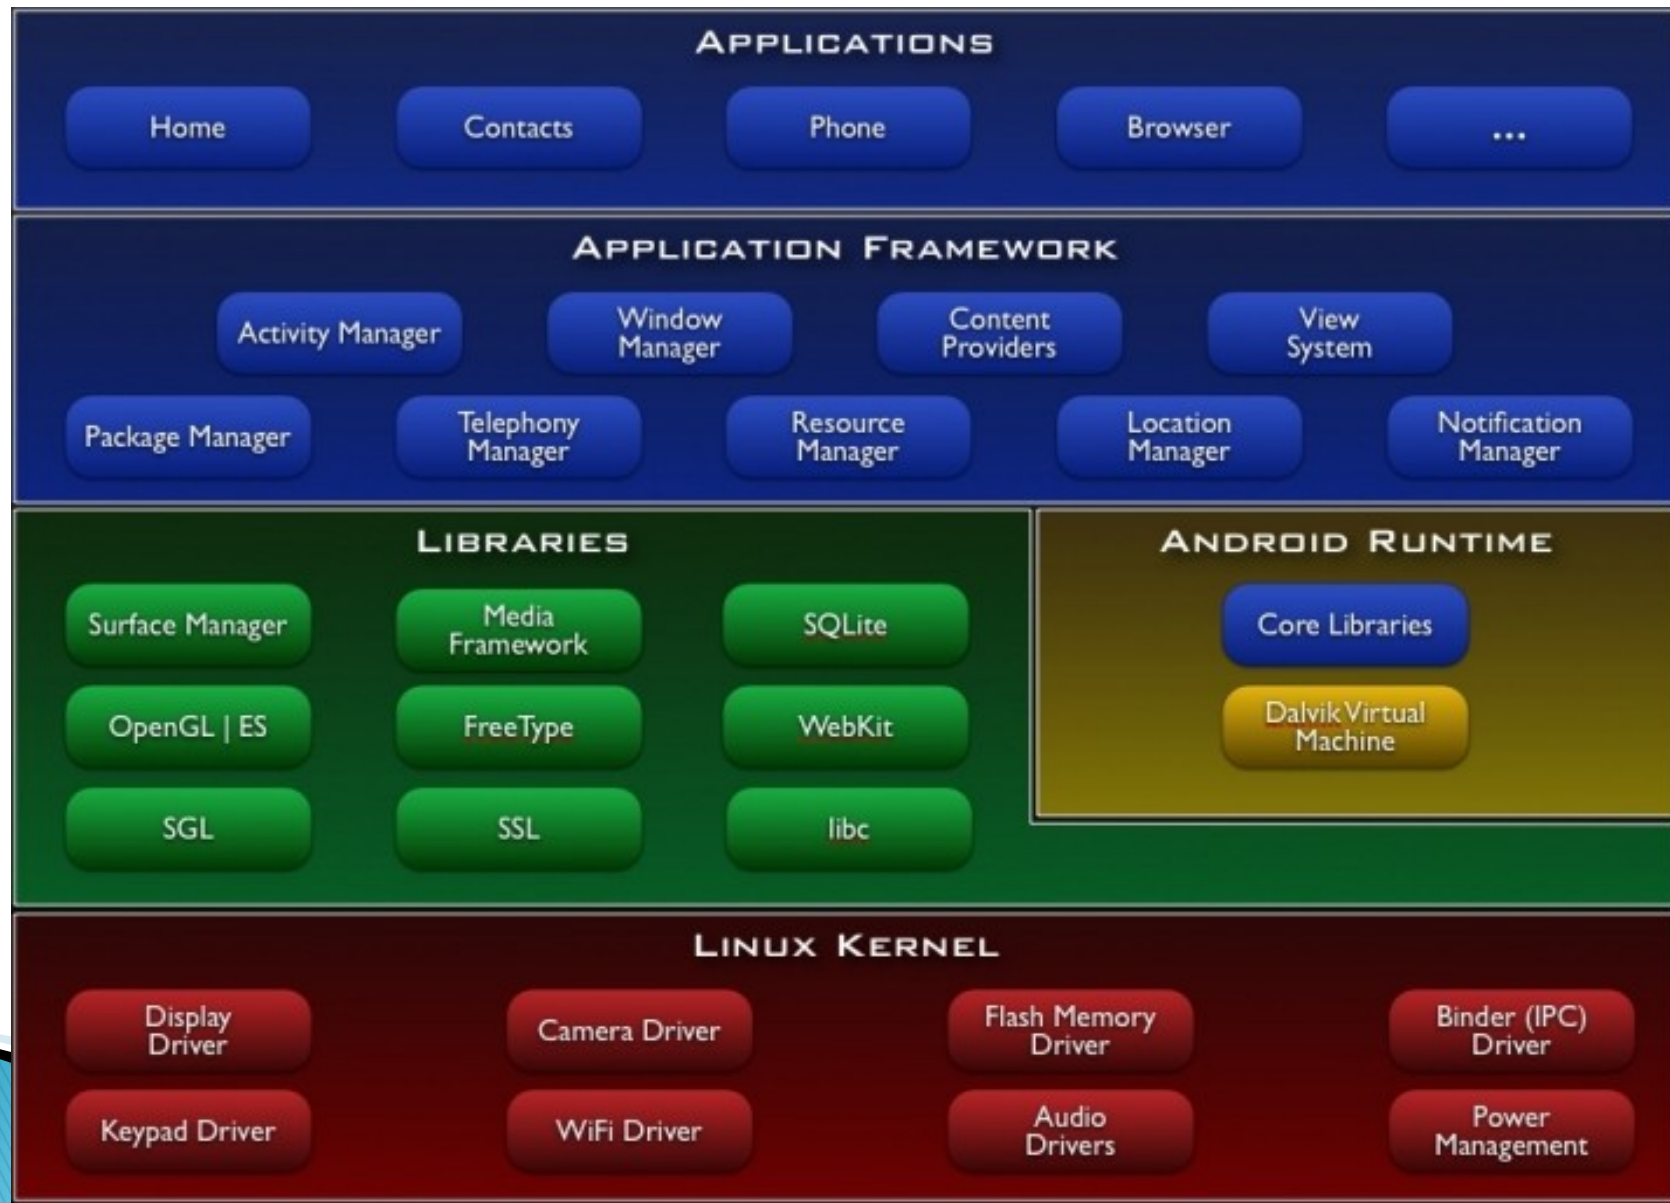 APPLICATIONS
Home
Contacts
Phone
Browser
...
APPLICATION FRAMEWORK
Activity Manager
Window
Manager
Content
Providers
View
System
Package Manager
Telephony
Manager
Resource
Manager
Location
Manager
Notification
Manager
LIBRARIES
Surface Manager
Media
Framework
SQLite
OpenGL | ES
FreeType
WebKit
SGL
SSL
libc
ANDROID RUNTIME
Core Libraries
Dalvik Virtual
Machine
LINUX KERNEL
Display
Driver
Camera Driver
Flash Memory
Driver
Binder (IPC)
Driver
Keypad Driver
WiFi Driver
Audio
Drivers
Power
Management